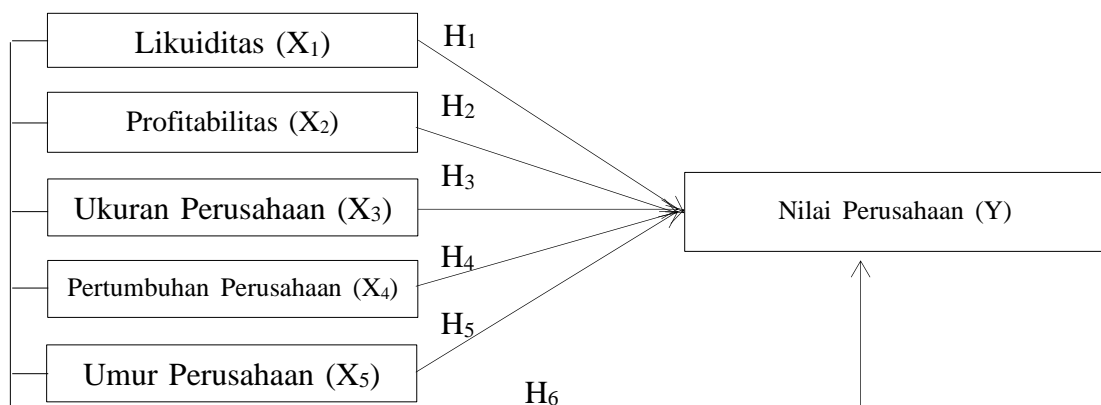 Likuiditas (X₁)
H₁
Profitabilitas (X₂)
H₂
Ukuran Perusahaan (X₃)
H₃
Nilai Perusahaan (Y)
Pertumbuhan Perusahaan (X₄)
H₄
Umur Perusahaan (X₅)
H₅
H₆